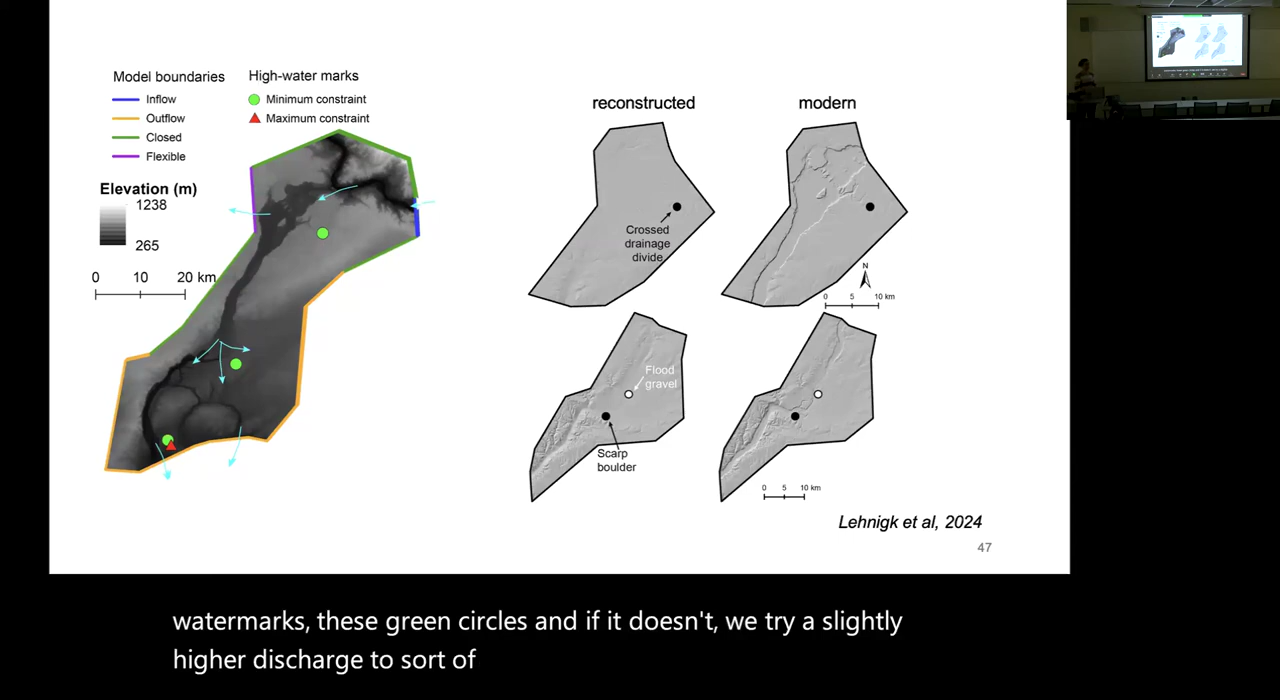 Model boundaries
Inflow
Outflow
Closed
Flexible
High-water marks
Minimum constraint
Maximum constraint
Elevation (m)
1238
265
0 10 20 km
reconstructed
modern
Crossed
drainage
divide
N
0 5 10 km
Flood
gravel
Scarp
boulder
0 5 10 km
Lehnigk et al, 2024
47
watermarks, these green circles and if it doesn't, we try a slightly
higher discharge to sort of